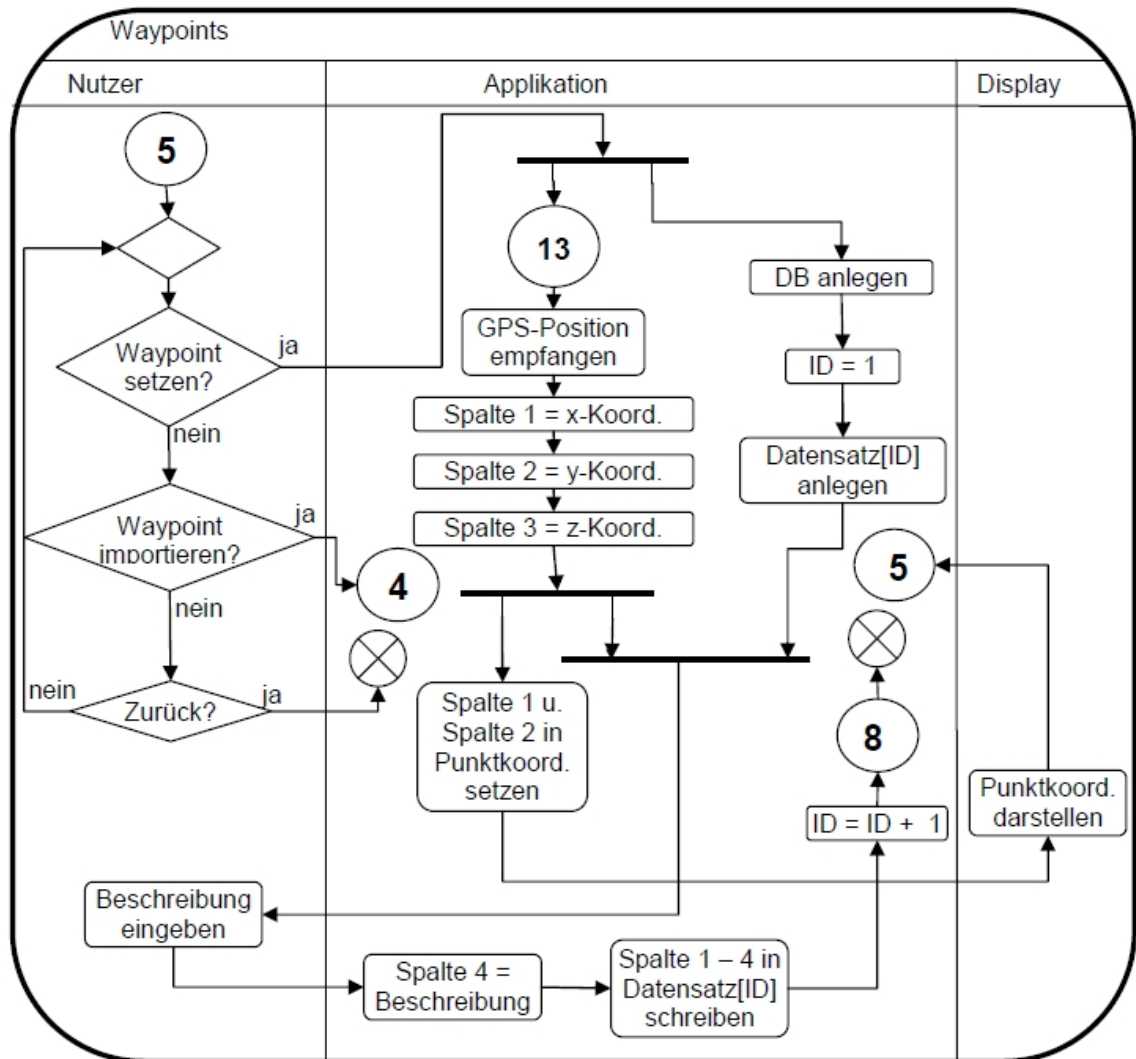 Waypoints
Nutzer
Applikation
Display
5
Waypoint
setzen?
ja
nein
Waypoint
importieren?
ja
nein
4
Zurück?
nein
ja
13
GPS-Position
empfangen
Spalte 1 = x-Koord.
Spalte 2 = y-Koord.
Spalte 3 = z-Koord.
DB anlegen
ID = 1
Datensatz[ID]
anlegen
Spalte 1 u.
Spalte 2 in
Punktkoord.
setzen
5
8
ID = ID + 1
Punktkoord.
darstellen
Beschreibung
eingeben
Spalte 4 =
Beschreibung
Spalte 1 – 4 in
Datensatz[ID]
schreiben